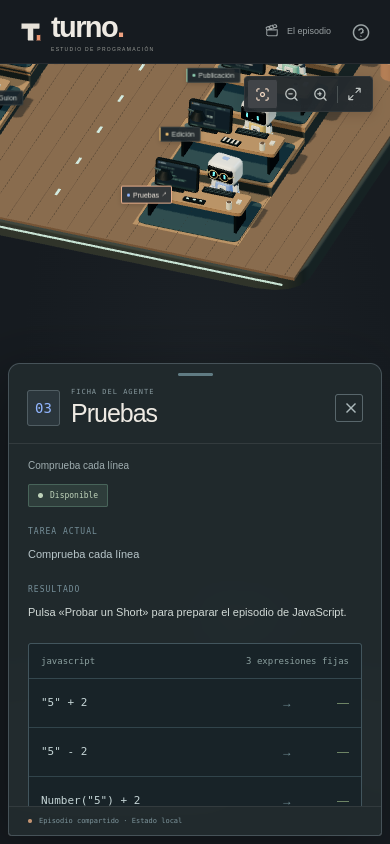 turno.
ESTUDIO DE PROGRAMACIÓN
El episodio
Publicación
Guion
Edición
Pruebas ↗
03
FICHA DEL AGENTE
Pruebas
Comprueba cada línea
Disponible
TAREA ACTUAL
Comprueba cada línea
RESULTADO
Pulsa «Probar un Short» para preparar el episodio de JavaScript.
javascript
3 expresiones fijas
"5" + 2 → —
"5" - 2 → —
Number("5") + 2 → —
Episodio compartido · Estado local